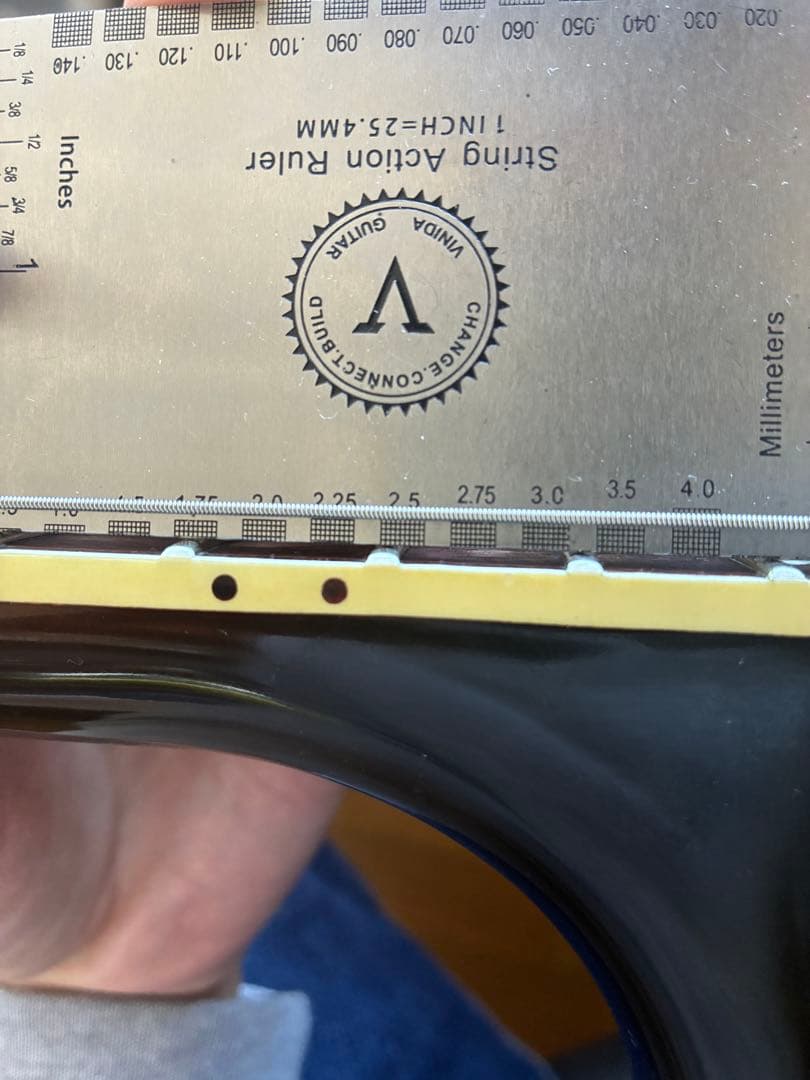 .140 .130 .120 .110 .100 .090 .080 .070 .060 .050 .040 .030 .020
1/8
1/4
3/8
1/2
5/8
3/4
7/8
1
Inches
1 INCH=25.4MM
String Action Ruler
VINIDA GUITAR
V
CHANGE.CONNECT.BUILD
Millimeters
2.0 2.25 2.5 2.75 3.0 3.5 4.0